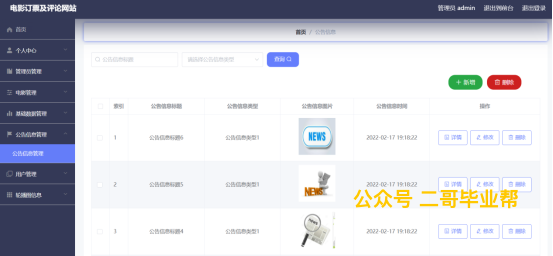 电影订票及评论网站
管理员 admin 退出到前台 退出登录
首页
个人中心
管理员管理
电影管理
基础数据管理
公告信息管理
公告信息管理
用户管理
轮播图信息
首页 / 公告信息
公告信息标题 请选择公告信息类型 查询
+ 新增 删除
索引 公告信息标题 公告信息类型 公告信息图片 公告信息时间 操作
1 公告信息标题6 公告信息类型1 NEWS 2022-02-17 19:18:22 详情 修改 删除
2 公告信息标题5 公告信息类型1 NEWS 2022-02-17 19:18:22 详情 修改 删除
3 公告信息标题4 公告信息类型1 2022-02-17 19:18:22 详情 修改 删除
公众号 二哥毕业帮